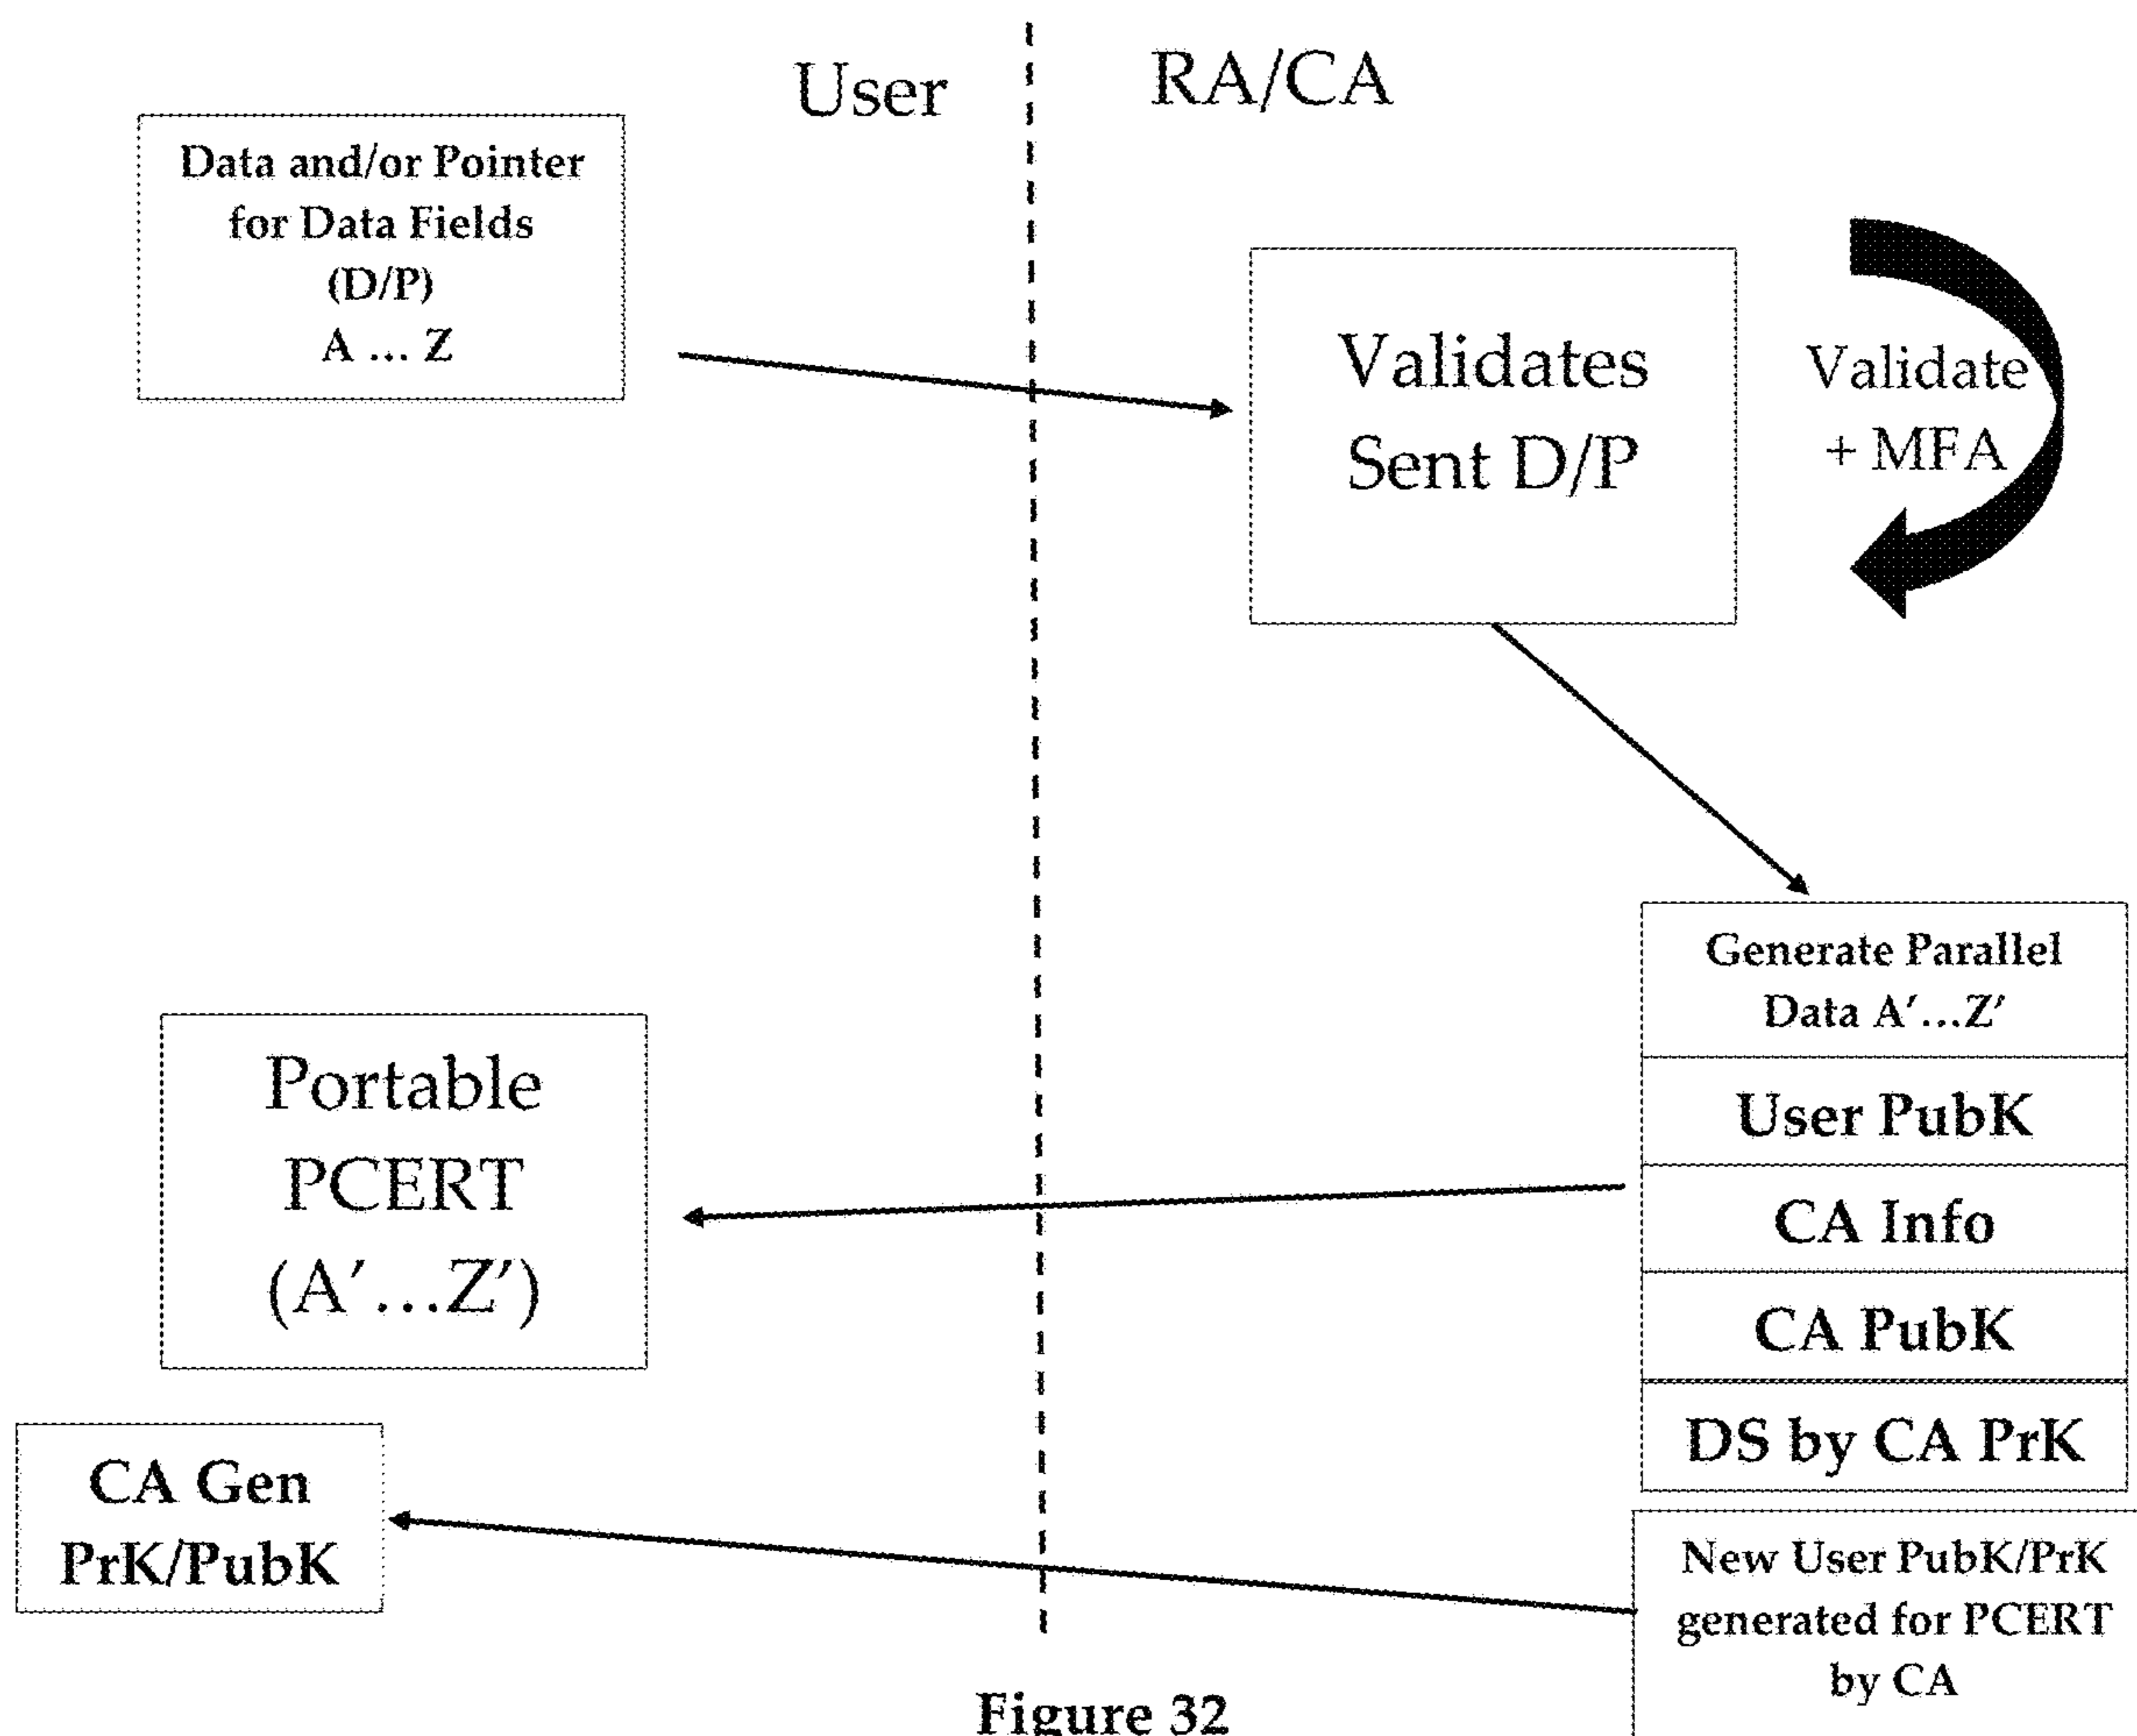 User
RA/CA
Data and/or Pointer
for Data Fields
(D/P)
A ... Z
Validates
Sent D/P
Validate
+ MFA
Generate Parallel
Data A′...Z′
User PubK
CA Info
CA PubK
DS by CA PrK
Portable
PCERT
(A′...Z′)
CA Gen
PrK/PubK
New User PubK/PrK
generated for PCERT
by CA
Figure 32